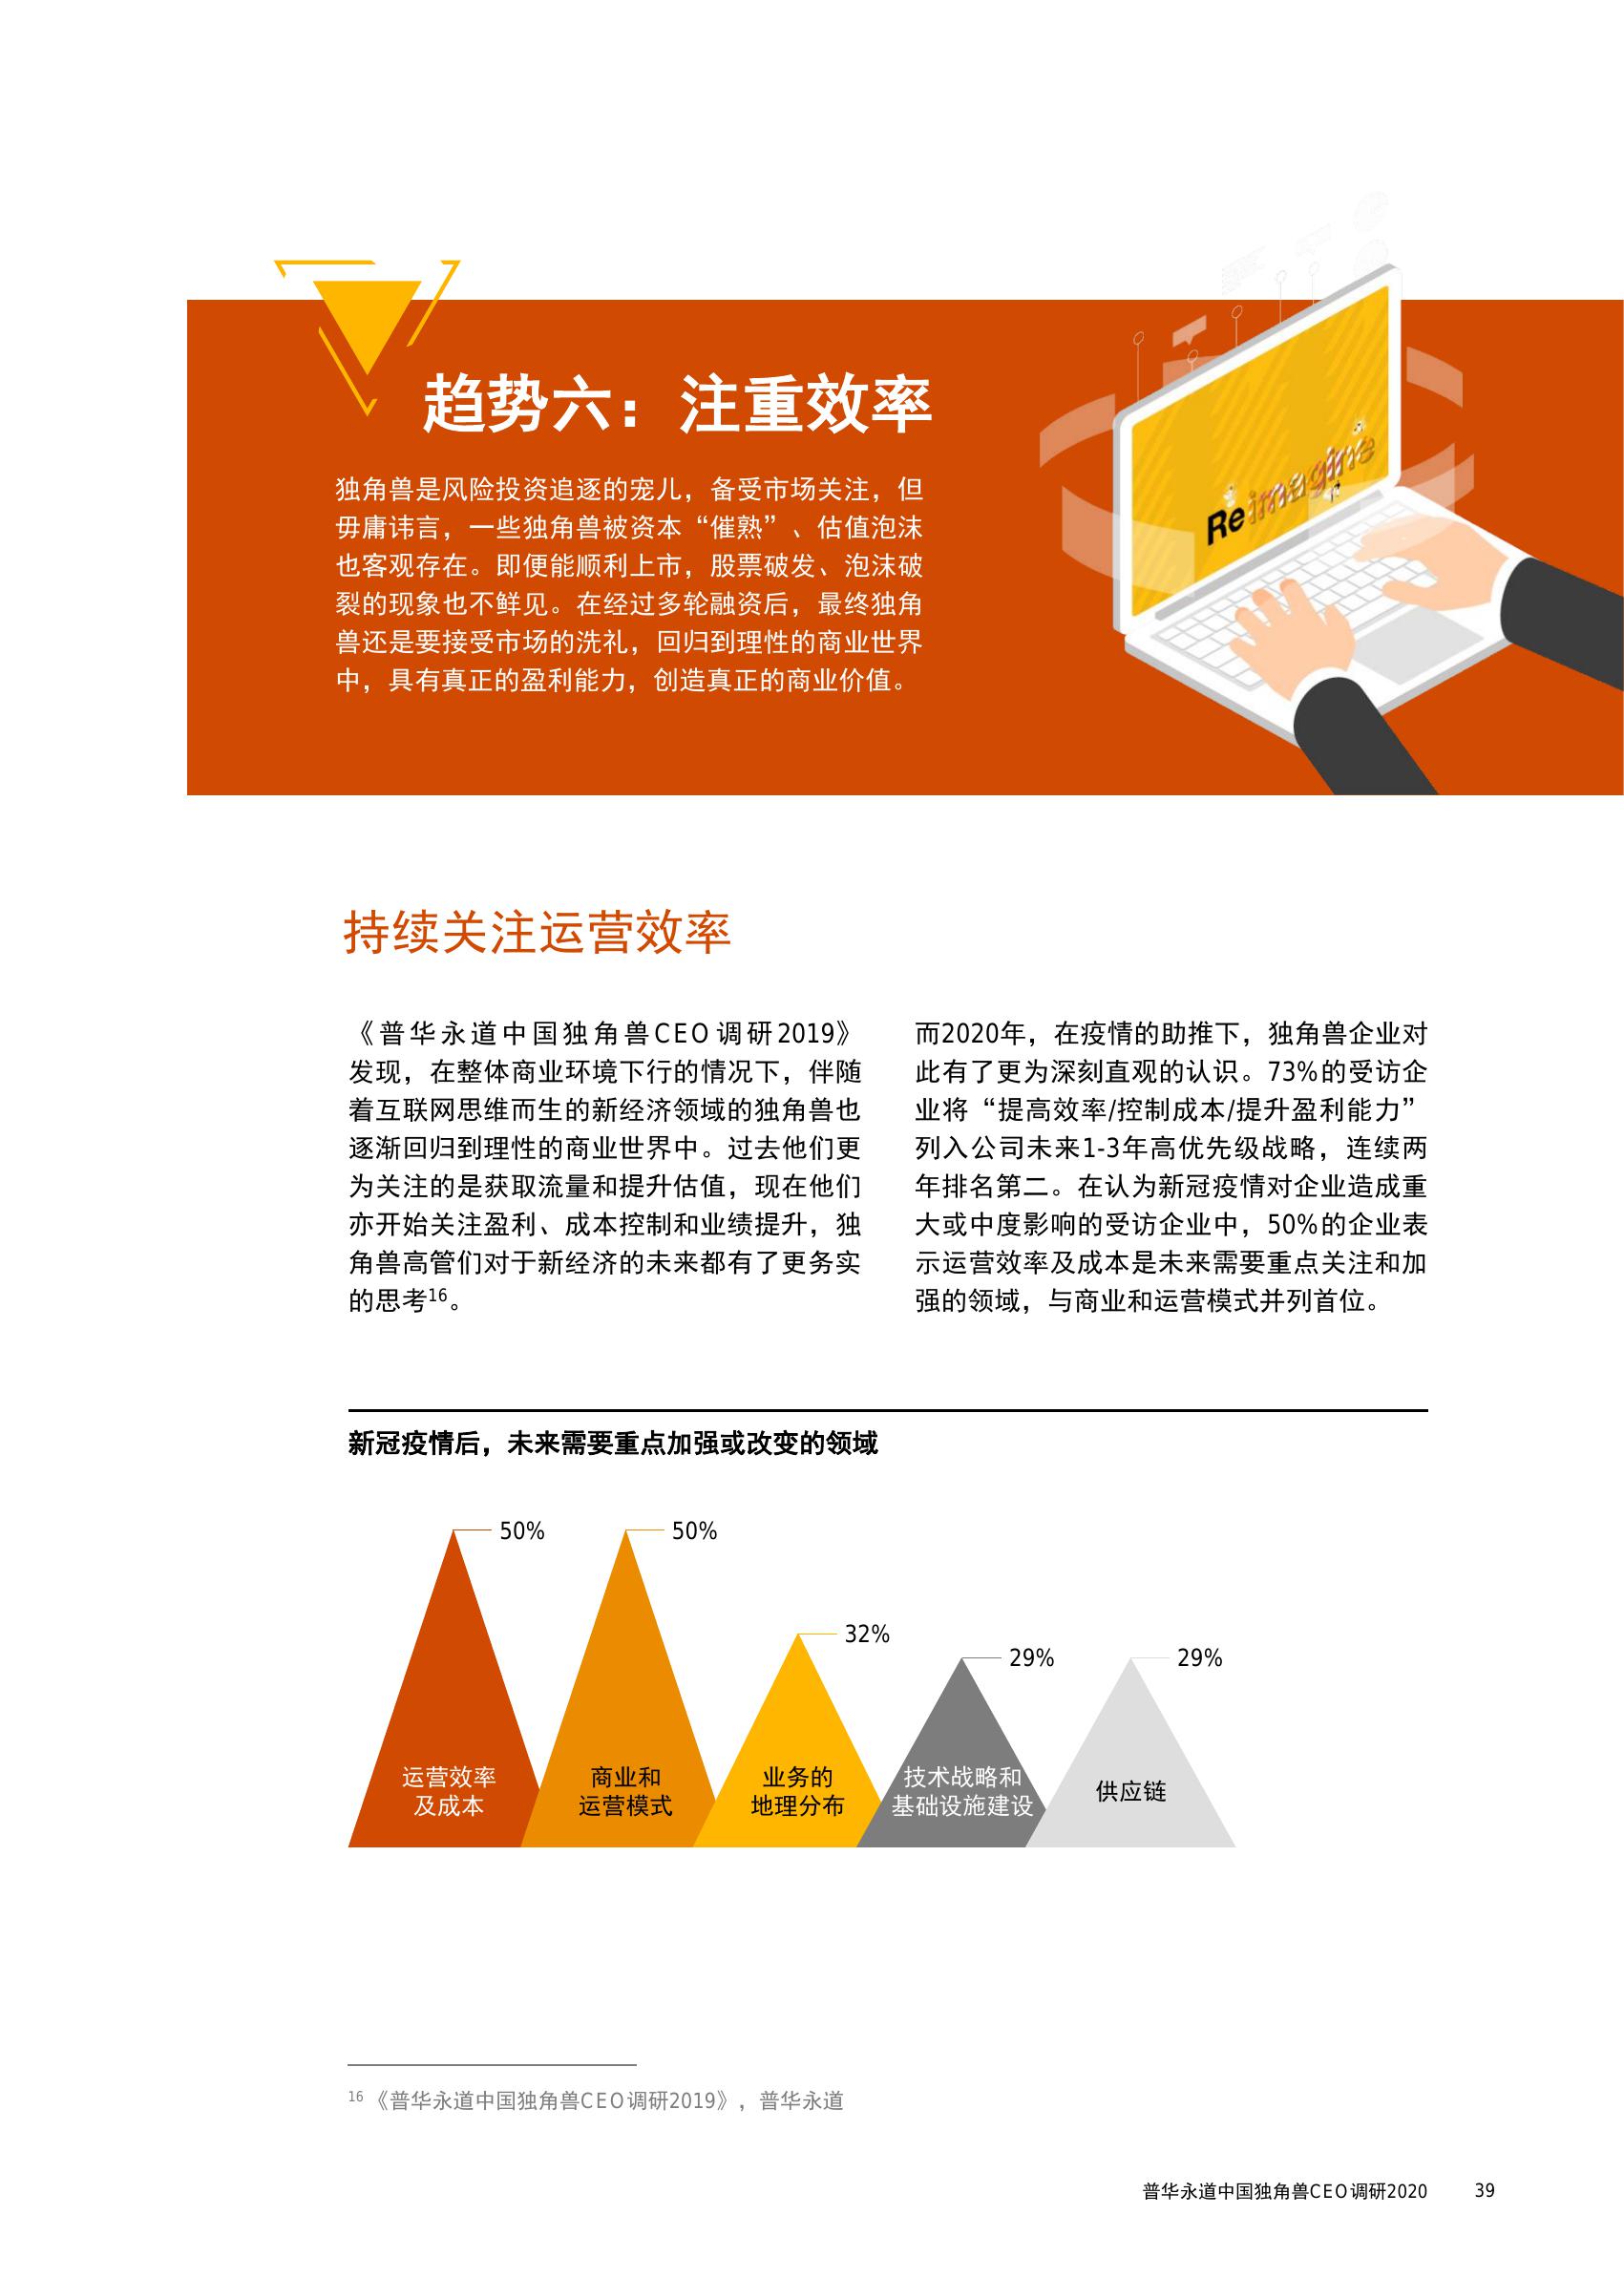 趋势六：注重效率
独角兽是风险投资追逐的宠儿，备受市场关注，但
毋庸讳言，一些独角兽被资本“催熟”、估值泡沫
也客观存在。即便能顺利上市，股票破发、泡沫破
裂的现象也不鲜见。在经过多轮融资后，最终独角
兽还是要接受市场的洗礼，回归到理性的商业世界
中，具有真正的盈利能力，创造真正的商业价值。
Reimagine
持续关注运营效率
《普华永道中国独角兽CEO调研2019》
发现，在整体商业环境下行的情况下，伴随
着互联网思维而生的新经济领域的独角兽也
逐渐回归到理性的商业世界中。过去他们更
为关注的是获取流量和提升估值，现在他们
亦开始关注盈利、成本控制和业绩提升，独
角兽高管们对于新经济的未来都有了更务实
的思考16。
而2020年，在疫情的助推下，独角兽企业对
此有了更为深刻直观的认识。73%的受访企
业将“提高效率/控制成本/提升盈利能力”
列入公司未来1-3年高优先级战略，连续两
年排名第二。在认为新冠疫情对企业造成重
大或中度影响的受访企业中，50%的企业表
示运营效率及成本是未来需要重点关注和加
强的领域，与商业和运营模式并列首位。
新冠疫情后，未来需要重点加强或改变的领域
50%
50%
32%
29%
29%
运营效率
及成本
商业和
运营模式
业务的
地理分布
技术战略和
基础设施建设
供应链
16《普华永道中国独角兽CEO调研2019》，普华永道
普华永道中国独角兽CEO调研2020 39